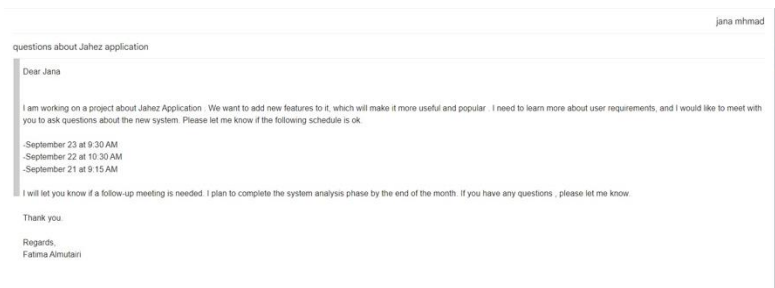 jana mhmad
questions about Jahez application
Dear Jana
I am working on a project about Jahez Application . We want to add new features to it, which will make it more useful and popular . I need to learn more about user requirements, and I would like to meet with
you to ask questions about the new system. Please let me know if the following schedule is ok.
-September 23 at 9:30 AM
-September 22 at 10:30 AM
-September 21 at 9:15 AM
I will let you know if a follow-up meeting is needed. I plan to complete the system analysis phase by the end of the month. If you have any questions , please let me know.
Thank you.
Regards,
Fatima Almutairi